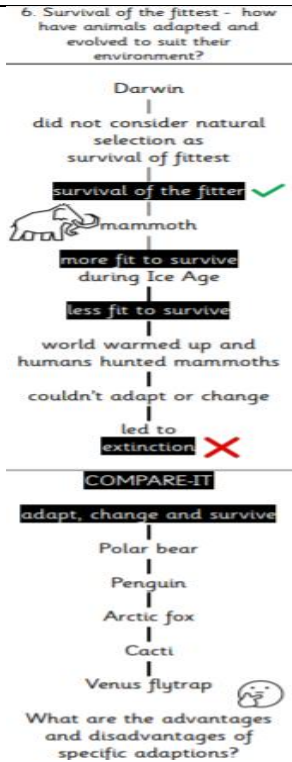 6. Survival of the fittest - how
have animals adapted and
evolved to suit their
environment?
Darwin
did not consider natural
selection as
survival of fittest
survival of the fitter
mammoth
more fit to survive
during Ice Age
less fit to survive
world warmed up and
humans hunted mammoths
couldn't adapt or change
led to
extinction
COMPARE-IT
adapt, change and survive
Polar bear
Penguin
Arctic fox
Cacti
Venus flytrap
What are the advantages
and disadvantages of
specific adaptions?